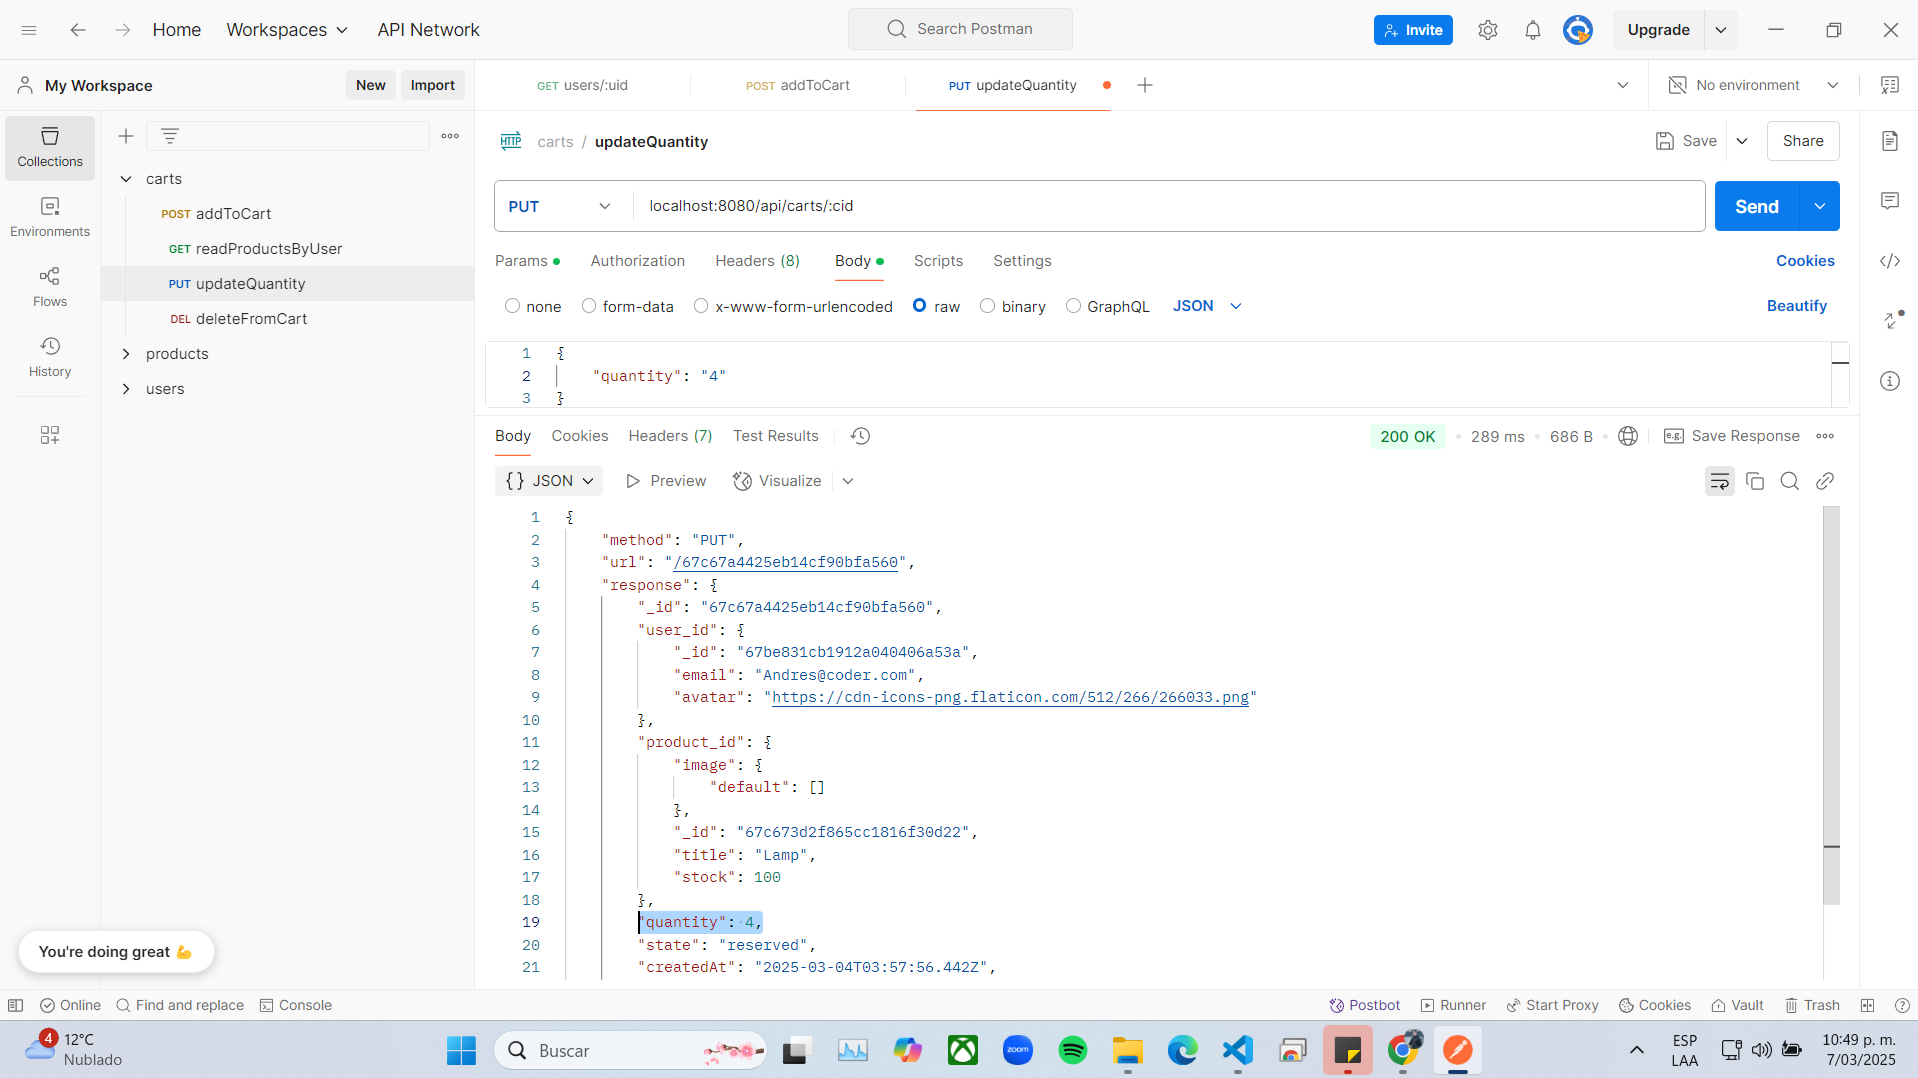 Home
Workspaces
API Network
Search Postman
Invite
Upgrade
My Workspace
New
Import
GET users/:uid
POST addToCart
PUT updateQuantity
No environment
Collections
Environments
Flows
History
carts
POST addToCart
GET readProductsByUser
PUT updateQuantity
DEL deleteFromCart
products
users
HTTP carts / updateQuantity
Save
Share
PUT
localhost:8080/api/carts/:cid
Send
Params
Authorization
Headers (8)
Body
Scripts
Settings
Cookies
none
form-data
x-www-form-urlencoded
raw
binary
GraphQL
JSON
Beautify
1 {
2 "quantity": "4"
3 }
Body
Cookies
Headers (7)
Test Results
200 OK
289 ms
686 B
e.g. Save Response
{} JSON
Preview
Visualize
1 {
2 "method": "PUT",
3 "url": "/67c67a4425eb14cf90bfa560",
4 "response": {
5 "_id": "67c67a4425eb14cf90bfa560",
6 "user_id": {
7 "_id": "67be831cb1912a040406a53a",
8 "email": "Andres@coder.com",
9 "avatar": "https://cdn-icons-png.flaticon.com/512/266/266033.png"
10 },
11 "product_id": {
12 "image": {
13 "default": []
14 },
15 "_id": "67c673d2f865cc1816f30d22",
16 "title": "Lamp",
17 "stock": 100
18 },
19 "quantity": 4,
20 "state": "reserved",
21 "createdAt": "2025-03-04T03:57:56.442Z",
You're doing great 💪
Online
Find and replace
Console
Postbot
Runner
Start Proxy
Cookies
Vault
Trash
4
12°C
Nublado
Buscar
zoom
ESP
LAA
10:49 p. m.
7/03/2025